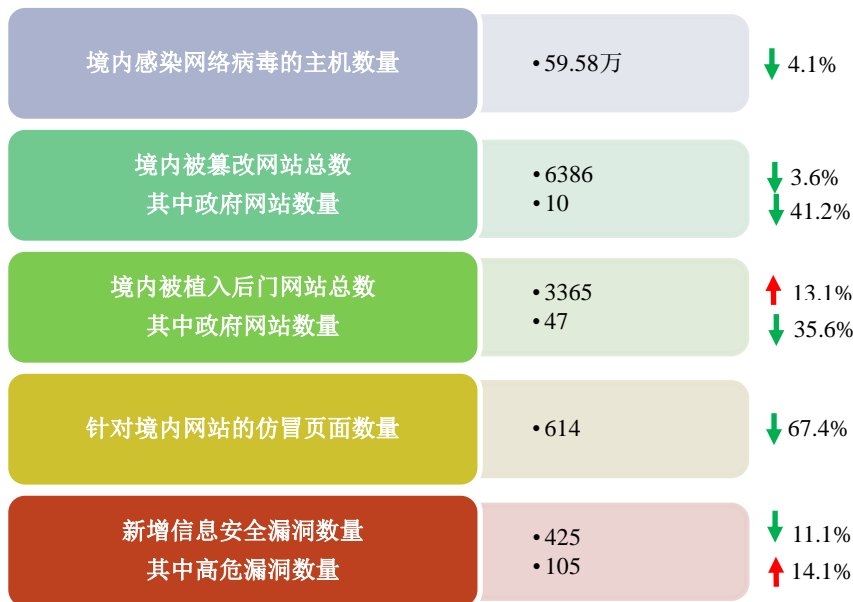 境内感染网络病毒的主机数量
•59.58万
4.1%
境内被篡改网站总数
其中政府网站数量
•6386
•10
3.6%
41.2%
境内被植入后门网站总数
其中政府网站数量
•3365
•47
13.1%
35.6%
针对境内网站的仿冒页面数量
•614
67.4%
新增信息安全漏洞数量
其中高危漏洞数量
•425
•105
11.1%
14.1%